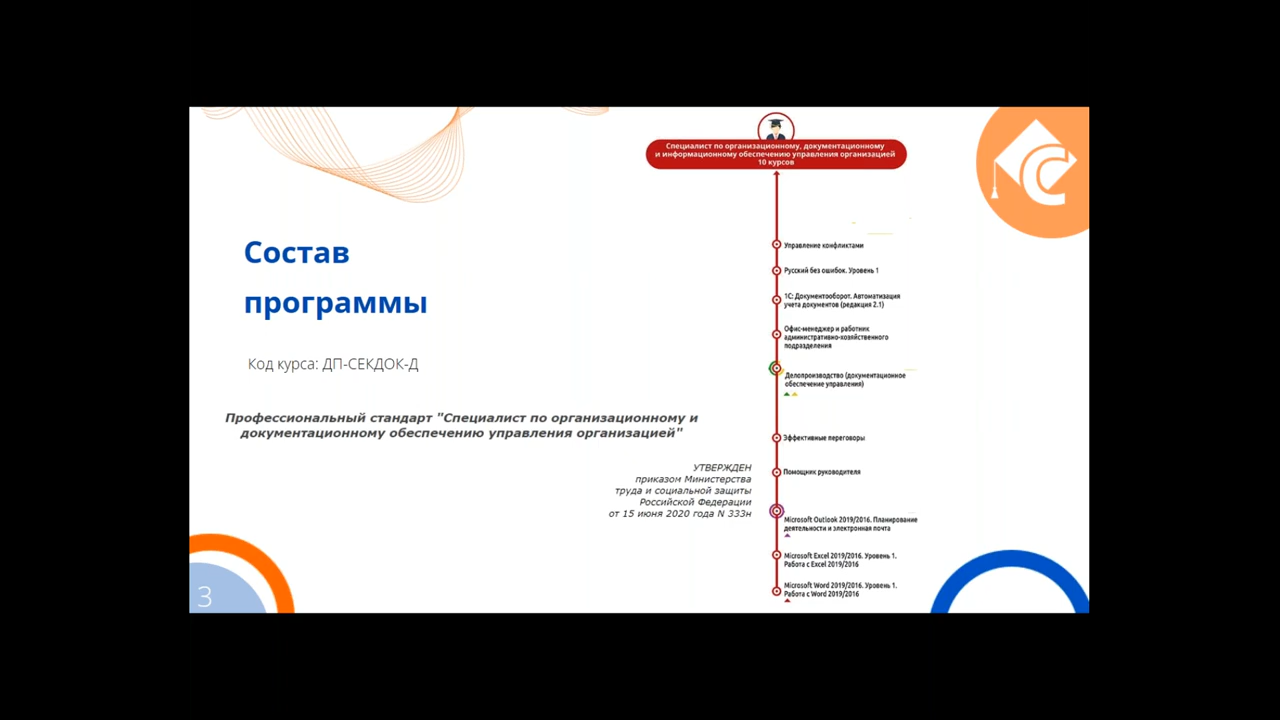 Состав
программы
Код курса: ДП-СЕКДОК-Д
Профессиональный стандарт "Специалист по организационному и
документационному обеспечению управления организацией"
УТВЕРЖДЕН
приказом Министерства
труда и социальной защиты
Российской Федерации
от 15 июня 2020 года N 333н
3
Специалист по организационному, документационному
и информационному обеспечению управления организацией
10 курсов
Управление конфликтами
Русский без ошибок. Уровень 1
1С: Документооборот. Автоматизация
учета документов (редакция 2.1)
Офис-менеджер и работник
административно-хозяйственного
подразделения
Делопроизводство (документационное
обеспечение управления)
Эффективные переговоры
Помощник руководителя
Microsoft Outlook 2019/2016. Планирование
деятельности и электронная почта
Microsoft Excel 2019/2016. Уровень 1.
Работа с Excel 2019/2016
Microsoft Word 2019/2016. Уровень 1.
Работа с Word 2019/2016